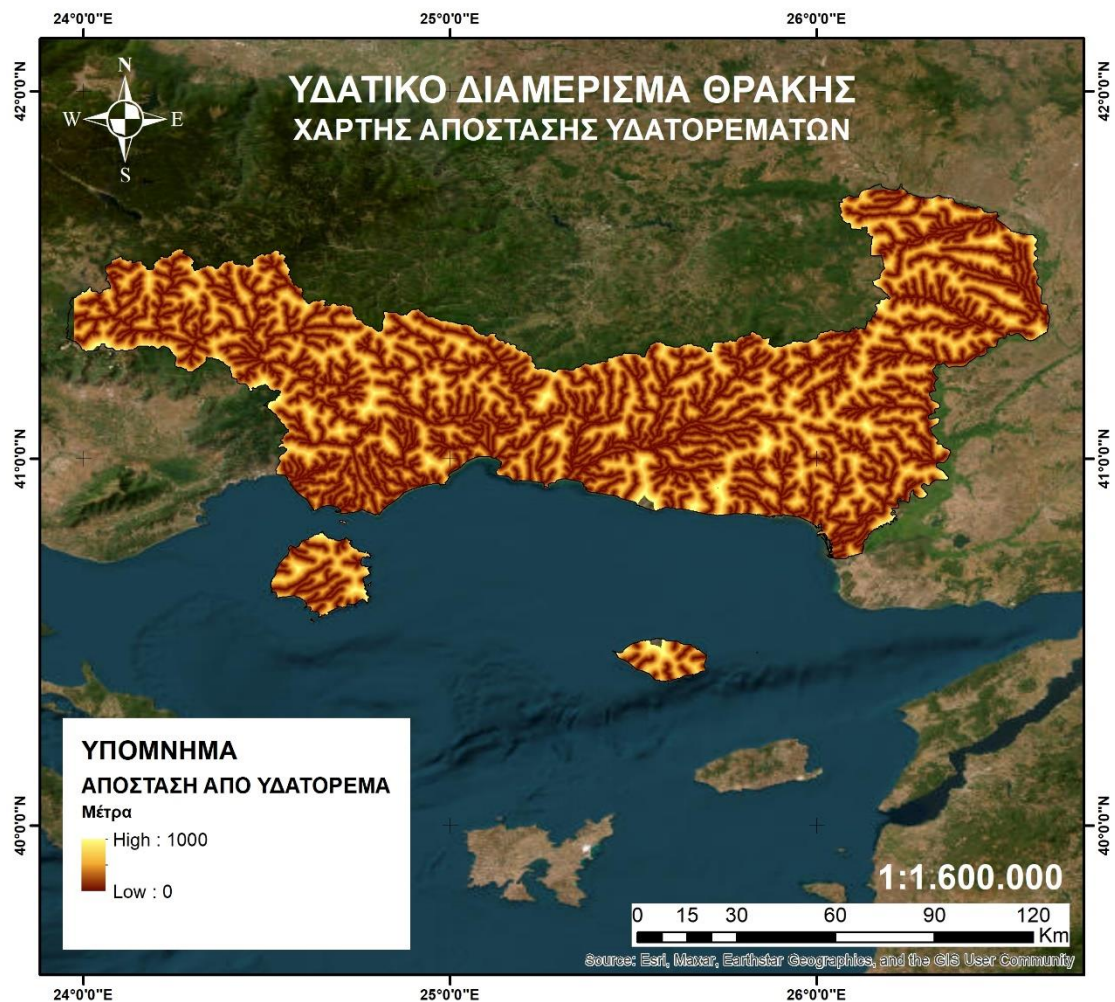 24°0'0"E 25°0'0"E 26°0'0"E
42°0'0"N 42°0'0"N
N
W E
S
ΥΔΑΤΙΚΟ ΔΙΑΜΕΡΙΣΜΑ ΘΡΑΚΗΣ
ΧΑΡΤΗΣ ΑΠΟΣΤΑΣΗΣ ΥΔΑΤΟΡΕΜΑΤΩΝ
41°0'0"N 41°0'0"N
ΥΠΟΜΝΗΜΑ
ΑΠΟΣΤΑΣΗ ΑΠΟ ΥΔΑΤΟΡΕΜΑ
Μέτρα
High : 1000
Low : 0
40°0'0"N 40°0'0"N
1:1.600.000
0 15 30 60 90 120
Km
Source: Esri, Maxar, Earthstar Geographics, and the GIS User Community
24°0'0"E 25°0'0"E 26°0'0"E